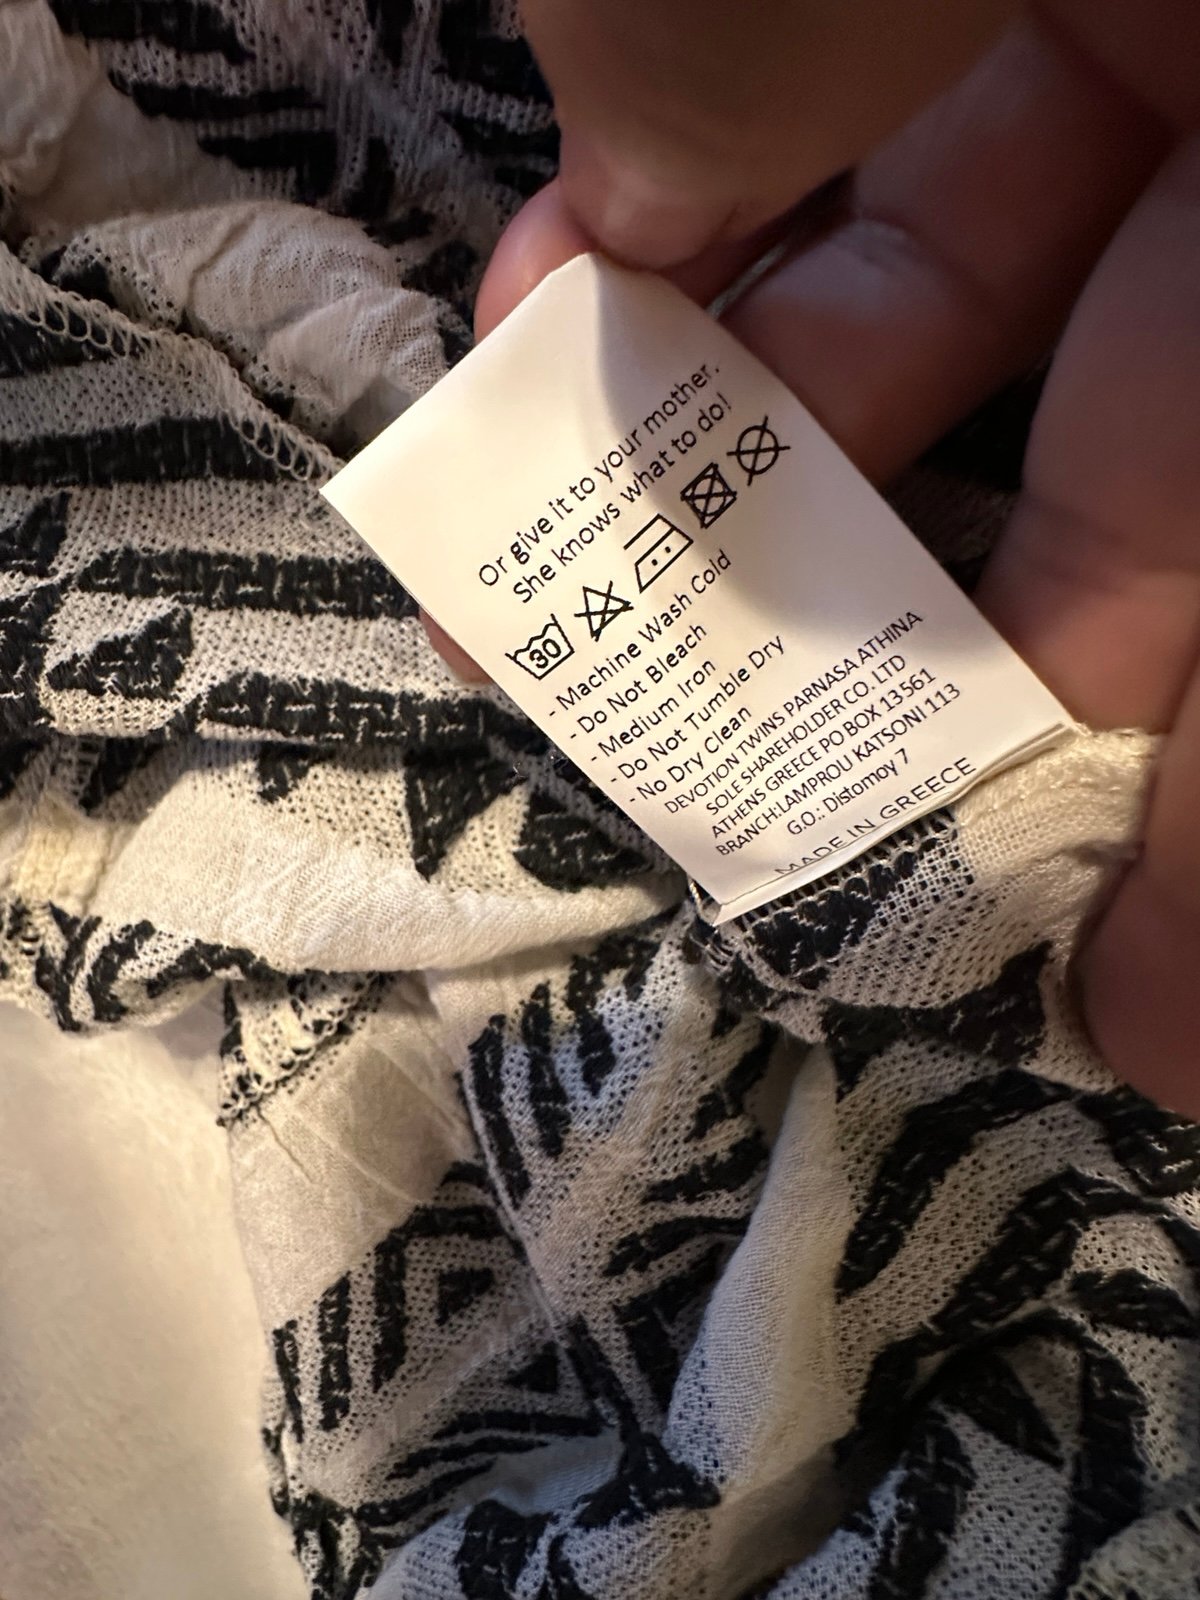 Or give it to your mother.
She knows what to do!
30
- Machine Wash Cold
- Do Not Bleach
- Medium Iron
- Do Not Tumble Dry
- No Dry Clean
DEVOTION TWINS PARNASA ATHINA
SOLE SHAREHOLDER CO. LTD
ATHENS GREECE PO BOX 13561
BRANCH:LAMPROU KATSONI 113
G.O.: Distomoy 7
MADE IN GREECE